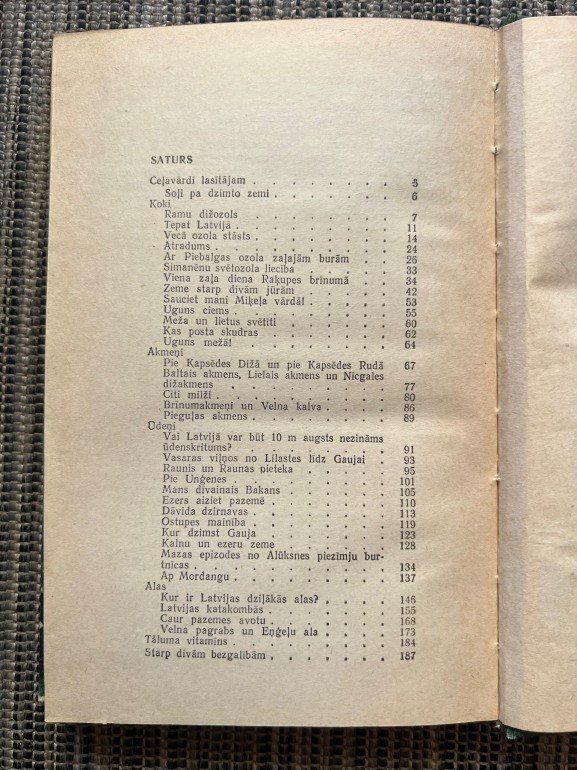 SATURS
Ceļavārdi lasītājam . . . . . . . 5
Soļi pa dzimto zemi . . . . . . 6
Koki
Ramu dižozols . . . . . . . 7
Tepat Latvijā . . . . . . . 11
Vecā ozola stāsts . . . . . . 14
Atradums . . . . . . . . 24
Ar Piebalgas ozola zaļajām burām . . 26
Sīmanēnu svētozola liecība . . . . 33
Viena zaļa diena Raķupes brīnumā . . 34
Zeme starp divām jūrām . . . . 42
Sauciet mani Miķeļa vārdā! . . . . 53
Uguns ciems . . . . . . . 55
Meža un lietus svētīti . . . . . 60
Kas posta skudras . . . . . . 62
Uguns mežā! . . . . . . . 64
Akmeņi
Pie Kapsēdes Dižā un pie Kapsēdes Rudā 67
Baltais akmens, Lielais akmens un Nīcgales
dižakmens . . . . . . . 77
Citi milži . . . . . . . . 80
Brīnumakmeņi un Velna kalva . . . 86
Pieguļas akmens . . . . . . 89
Ūdeņi
Vai Latvijā var būt 10 m augsts nezināms
ūdenskritums? . . . . . . . 91
Vasaras viļņos no Lilastes līdz Gaujai . 93
Raunis un Raunas pieteka . . . . 95
Pie Unģenes . . . . . . . 101
Mans dīvainais Bakans . . . . . 105
Ezers aiziet pazemē . . . . . 110
Dāvida dzirnavas . . . . . . 113
Ostupes mainība . . . . . . 119
Kur dzimst Gauja . . . . . . 123
Kalnu un ezeru zeme . . . . . 128
Mazas epizodes no Alūksnes piezīmju bur-
tnīcas . . . . . . . . 134
Ap Mordangu . . . . . . . 137
Alas
Kur ir Latvijas dziļākās alas? . . . . 146
Latvijas katakombās . . . . . 155
Caur pazemes avotu . . . . . 168
Velna pagrabs un Eņģeļu ala . . . 173
Tāluma vitamīns . . . . . . . 184
Starp divām bezgalībām . . . . . . 187